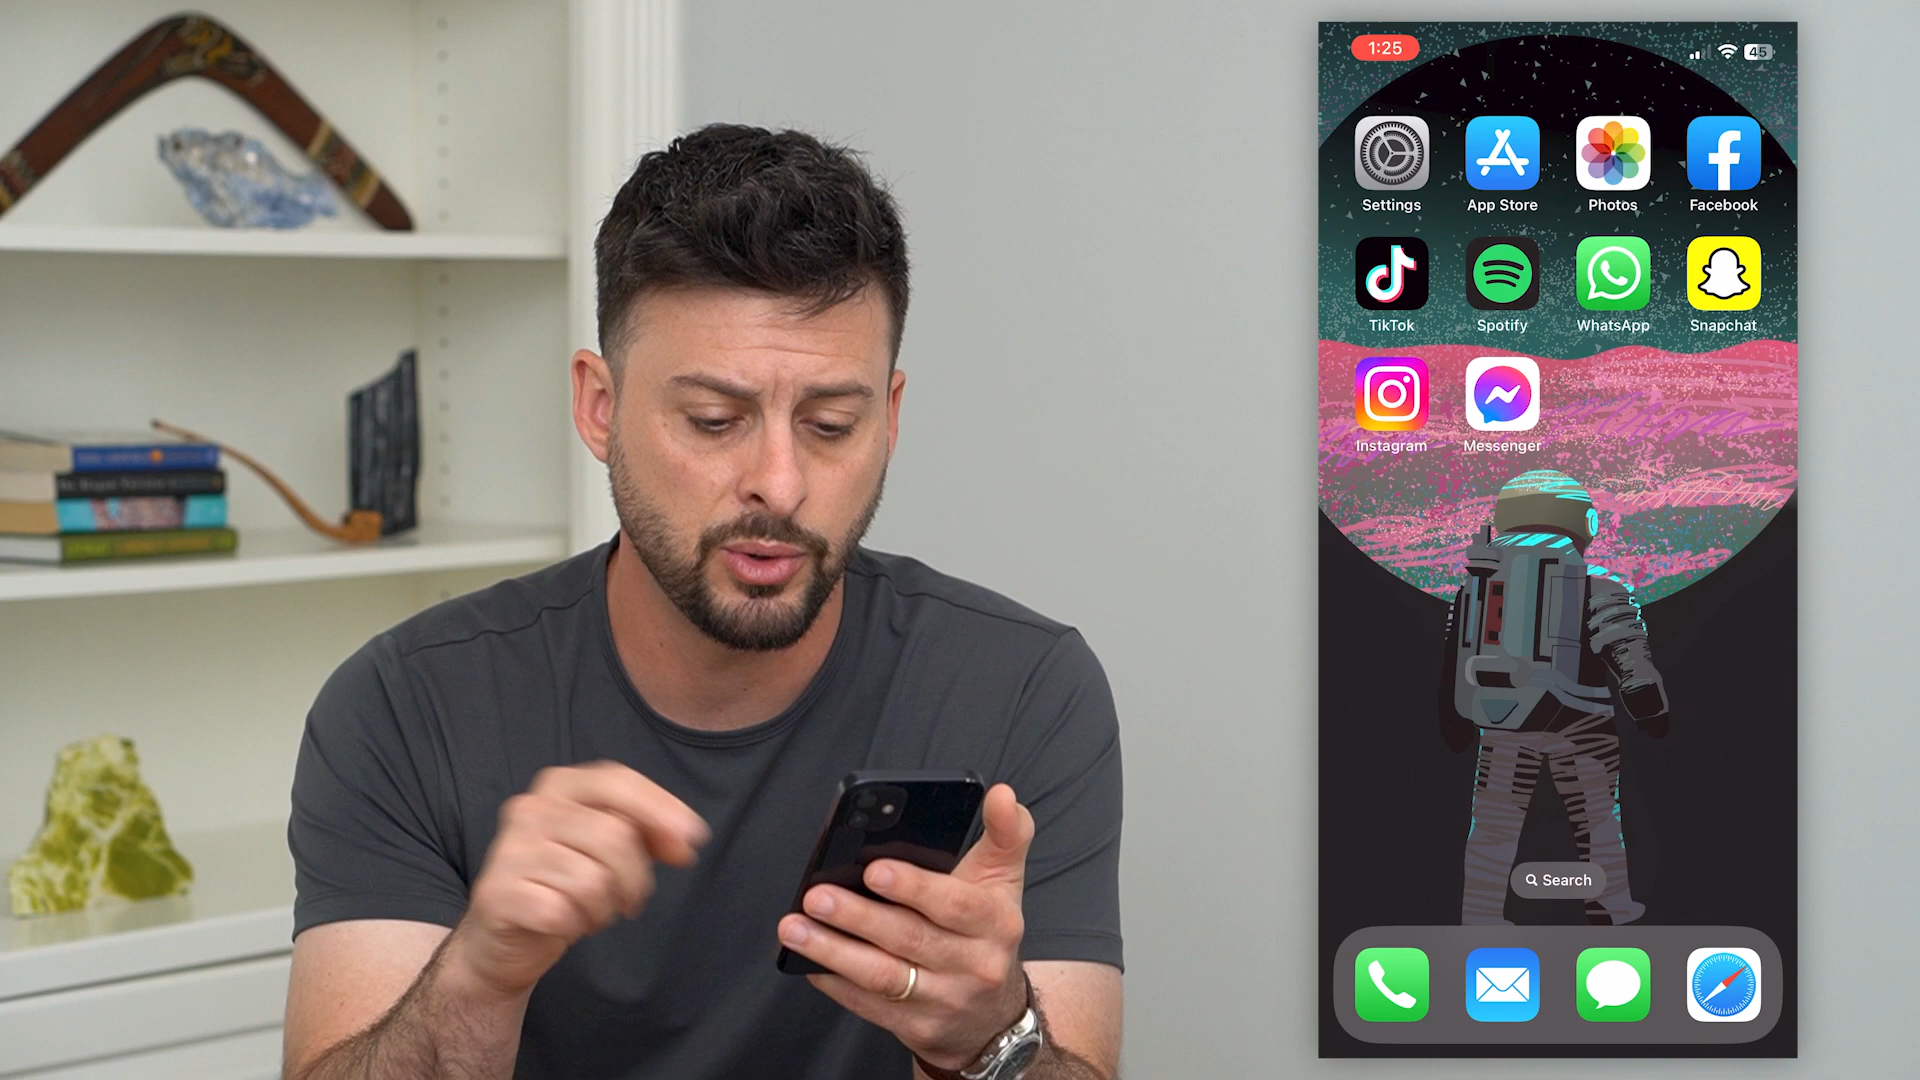 1:25
45
Settings App Store Photos Facebook
TikTok Spotify WhatsApp Snapchat
Instagram Messenger
Search